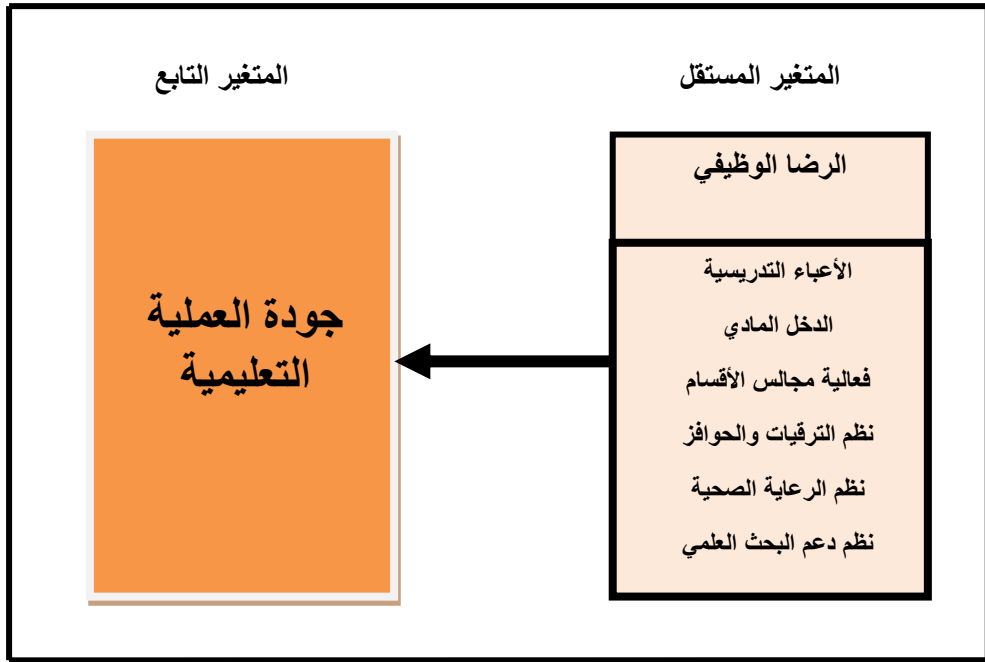 المتغير المستقل
المتغير التابع
الرضا الوظيفي
الأعباء التدريسية
الدخل المادي
فعالية مجالس الأقسام
نظم الترقيات والحوافز
نظم الرعاية الصحية
نظم دعم البحث العلمي
جودة العملية
التعليمية